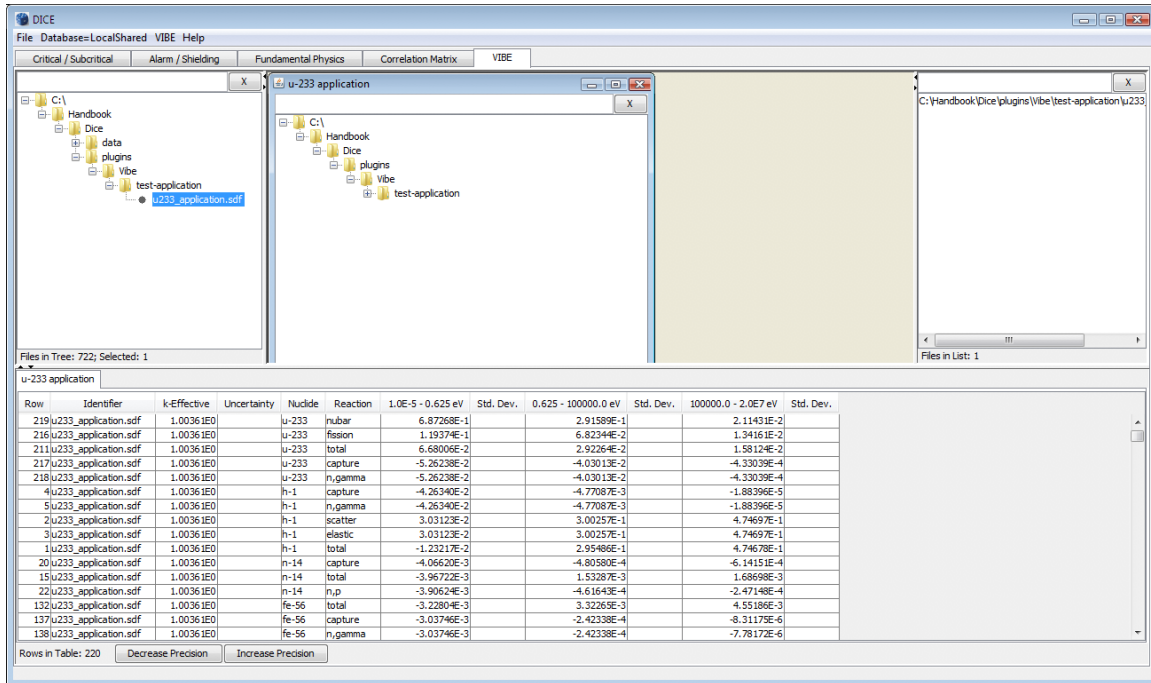 DICE
File Database=LocalShared VIBE Help
Critical / Subcritical Alarm / Shielding Fundamental Physics Correlation Matrix VIBE
X
C:\
Handbook
Dice
data
plugins
Vibe
test-application
u233_application.sdf
Files in Tree: 722; Selected: 1
u-233 application
X
C:\
Handbook
Dice
plugins
Vibe
test-application
X
C:\Handbook\Dice\plugins\Vibe\test-application\u233_
Files in List: 1
u-233 application
Row Identifier k-Effective Uncertainty Nuclide Reaction 1.0E-5 - 0.625 eV Std. Dev. 0.625 - 100000.0 eV Std. Dev. 100000.0 - 2.0E7 eV Std. Dev.
219 u233_application.sdf 1.00361E0 u-233 nubar 6.87268E-1 2.91589E-1 2.11431E-2
216 u233_application.sdf 1.00361E0 u-233 fission 1.19374E-1 6.82344E-2 1.34161E-2
211 u233_application.sdf 1.00361E0 u-233 total 6.68006E-2 2.92264E-2 1.58124E-2
217 u233_application.sdf 1.00361E0 u-233 capture -5.26238E-2 -4.03013E-2 -4.33039E-4
218 u233_application.sdf 1.00361E0 u-233 n,gamma -5.26238E-2 -4.03013E-2 -4.33039E-4
4 u233_application.sdf 1.00361E0 h-1 capture -4.26340E-2 -4.77087E-3 -1.88396E-5
5 u233_application.sdf 1.00361E0 h-1 n,gamma -4.26340E-2 -4.77087E-3 -1.88396E-5
2 u233_application.sdf 1.00361E0 h-1 scatter 3.03123E-2 3.00257E-1 4.74697E-1
3 u233_application.sdf 1.00361E0 h-1 elastic 3.03123E-2 3.00257E-1 4.74697E-1
1 u233_application.sdf 1.00361E0 h-1 total -1.23217E-2 2.95486E-1 4.74678E-1
20 u233_application.sdf 1.00361E0 n-14 capture -4.06620E-3 -4.80580E-4 -6.14151E-4
15 u233_application.sdf 1.00361E0 n-14 total -3.96722E-3 1.53287E-3 1.68698E-3
22 u233_application.sdf 1.00361E0 n-14 n,p -3.90624E-3 -4.61643E-4 -2.47148E-4
132 u233_application.sdf 1.00361E0 fe-56 total -3.22804E-3 3.32265E-3 4.55186E-3
137 u233_application.sdf 1.00361E0 fe-56 capture -3.03746E-3 -2.42338E-4 -8.31175E-6
138 u233_application.sdf 1.00361E0 fe-56 n,gamma -3.03746E-3 -2.42338E-4 -7.78172E-6
Rows in Table: 220 Decrease Precision Increase Precision